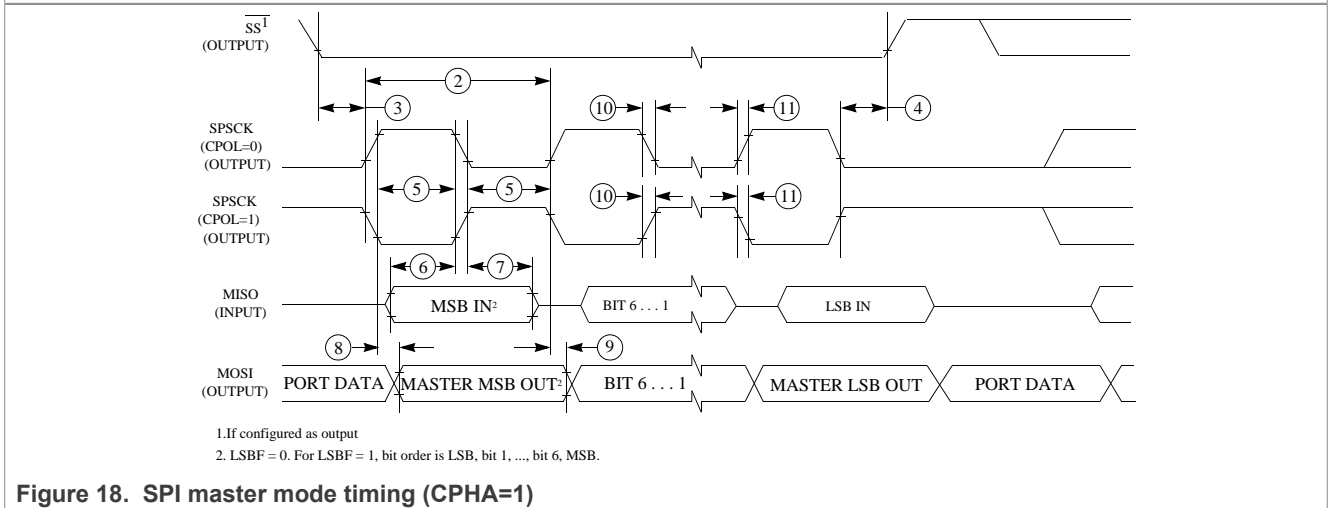 SS1
(OUTPUT)
2
3
10
11
4
SPSCK
(CPOL=0)
(OUTPUT)
5
5
SPSCK
(CPOL=1)
(OUTPUT)
10
11
6
7
MISO
(INPUT)
MSB IN2
BIT 6 . . . 1
LSB IN
8
9
MOSI
(OUTPUT)
PORT DATA
MASTER MSB OUT2
BIT 6 . . . 1
MASTER LSB OUT
PORT DATA
1.If configured as output
2. LSBF = 0. For LSBF = 1, bit order is LSB, bit 1, ..., bit 6, MSB.
Figure 18. SPI master mode timing (CPHA=1)